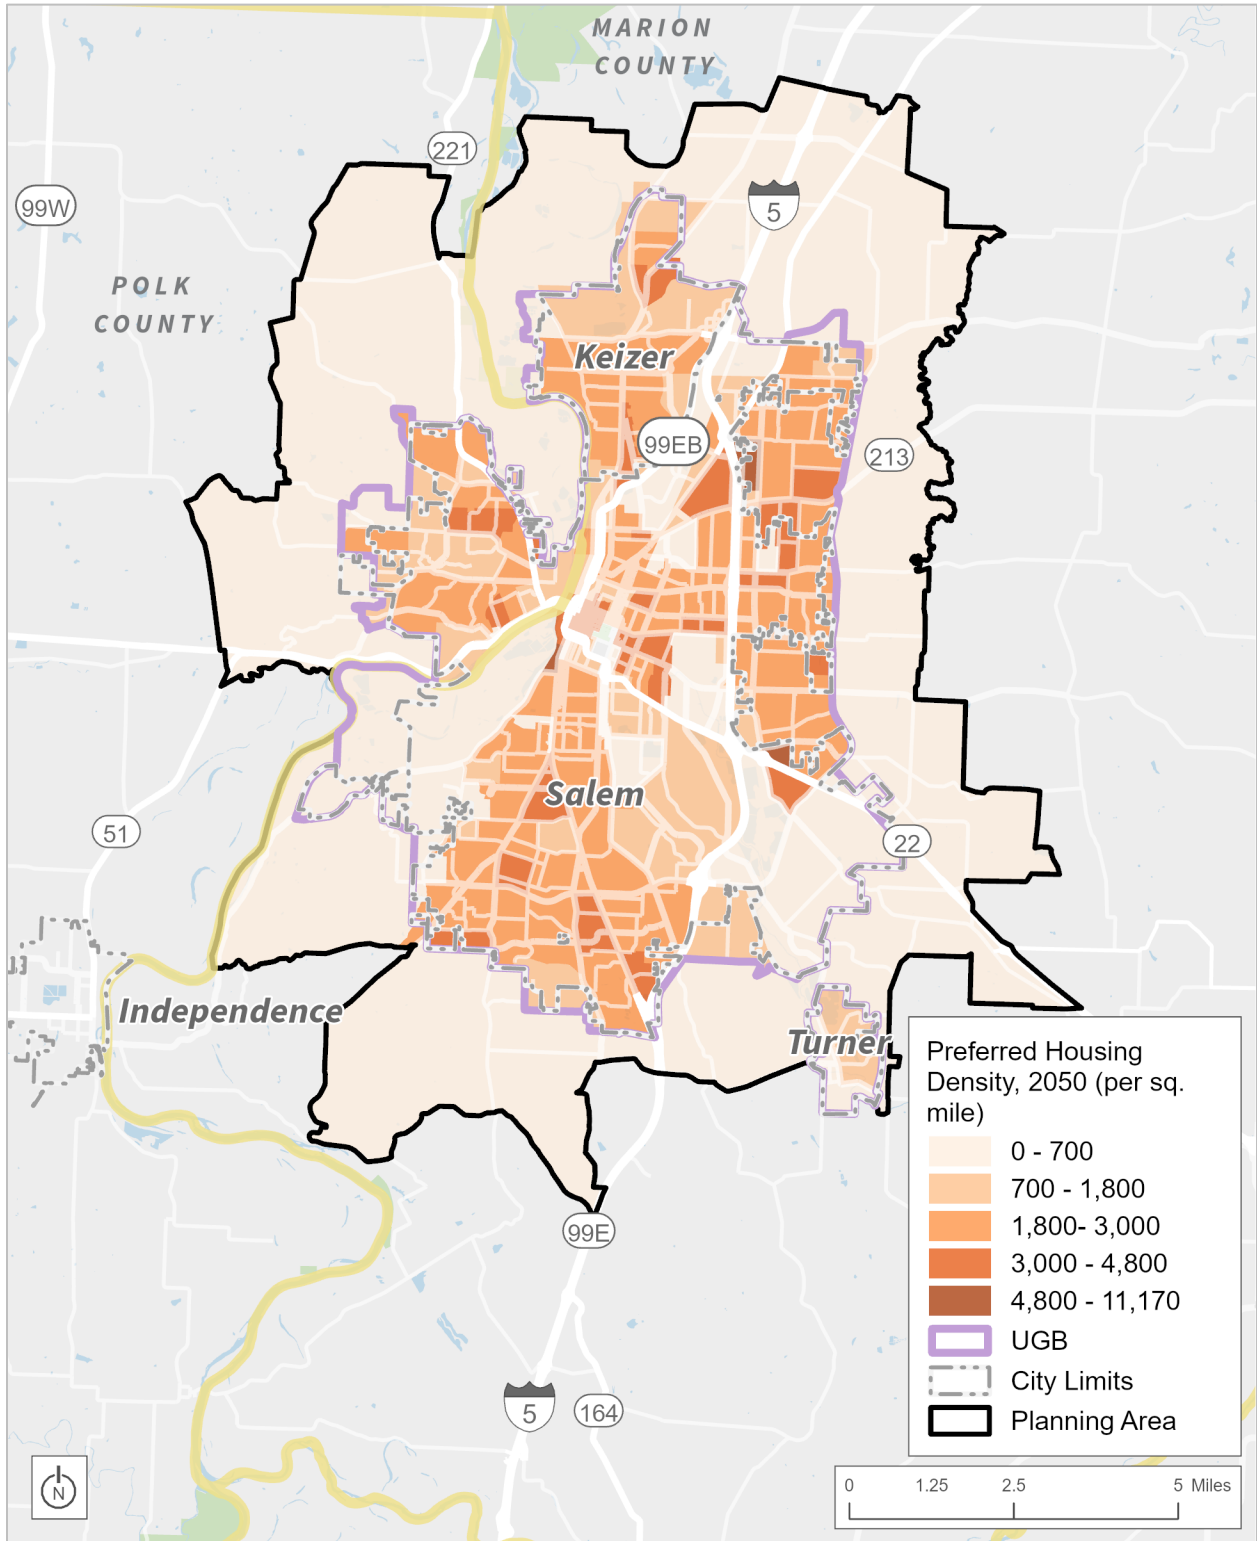 MARION
COUNTY
221
99W
5
POLK
COUNTY
Keizer
99EB
213
Salem
51
22
Independence
Turner
99E
5
164
Preferred Housing
Density, 2050 (per sq.
mile)
0 - 700
700 - 1,800
1,800- 3,000
3,000 - 4,800
4,800 - 11,170
UGB
City Limits
Planning Area
N
0 1.25 2.5 5 Miles